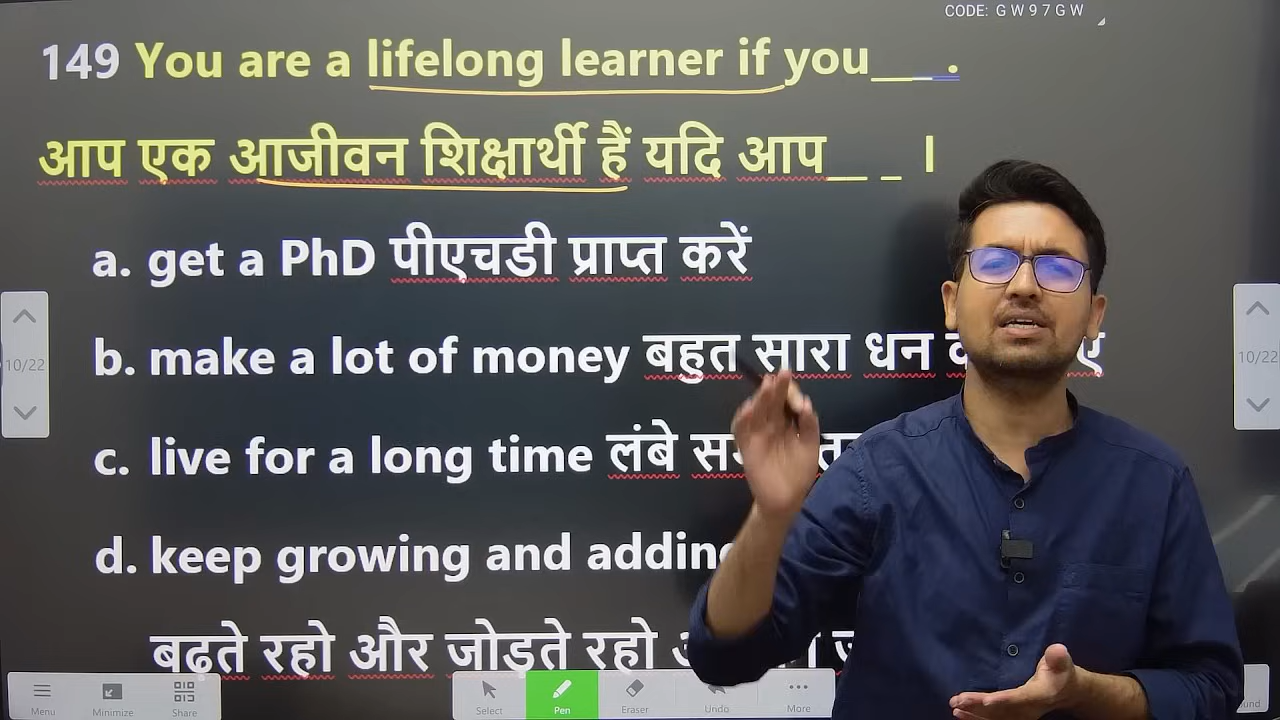 CODE: G W 9 7 G W
149 You are a lifelong learner if you___.
आप एक आजीवन शिक्षार्थी हैं यदि आप__ _ ।
a. get a PhD पीएचडी प्राप्त करें
b. make a lot of money बहुत सारा धन
c. live for a long time लंबे
d. keep growing and adding
बढ़ते रहो और जोड़ते रहो
10/22
10/22
Menu Minimize Share Select Pen Eraser Undo More